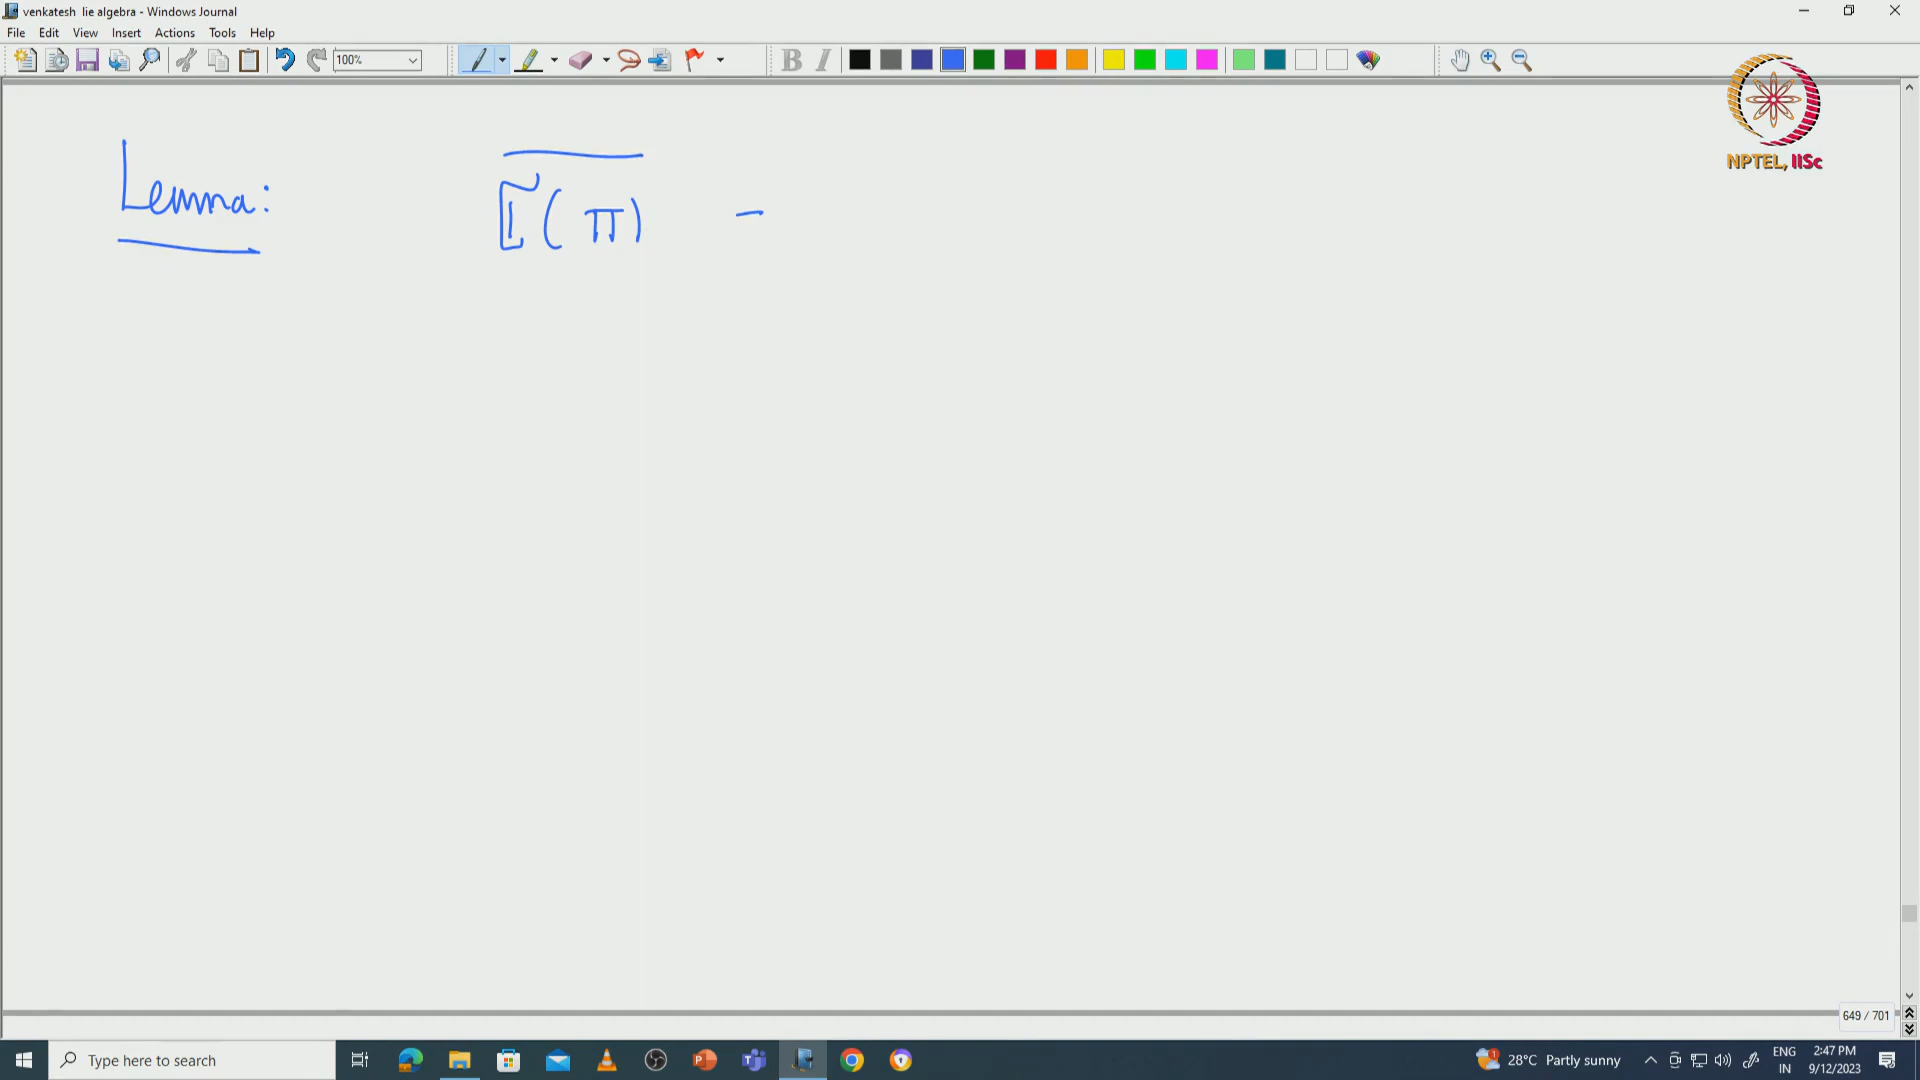 venkatesh lie algebra - Windows Journal
File Edit View Insert Actions Tools Help
100%
B I
NPTEL, IISc
Lemma: (π) -
649 / 701
Type here to search
28°C Partly sunny
ENG
IN
2:47 PM
9/12/2023